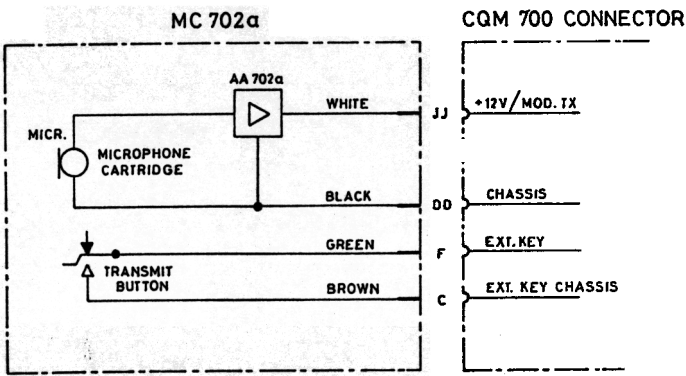 MC 702a
CQM 700 CONNECTOR
AA 702a
WHITE
JJ
+12V/MOD. TX
MICR.
MICROPHONE
CARTRIDGE
BLACK
DD
CHASSIS
GREEN
F
EXT. KEY
TRANSMIT
BUTTON
BROWN
C
EXT. KEY CHASSIS